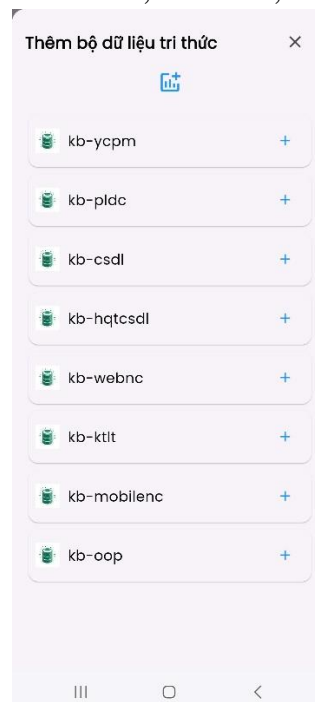 Thêm bộ dữ liệu tri thức
kb-ycpm
kb-pldc
kb-csdl
kb-hqtcsdl
kb-webnc
kb-ktlt
kb-mobilenc
kb-oop